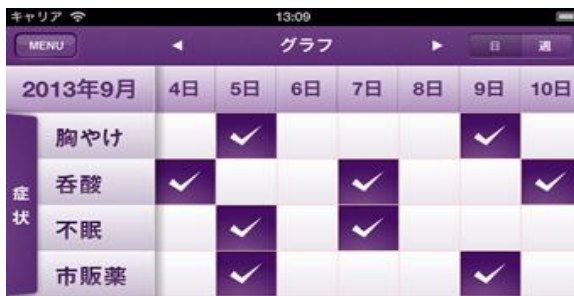 キャリア 13:09
MENU グラフ 日 週
2013年9月 4日 5日 6日 7日 8日 9日 10日
症状
胸やけ
呑酸
不眠
市販薬